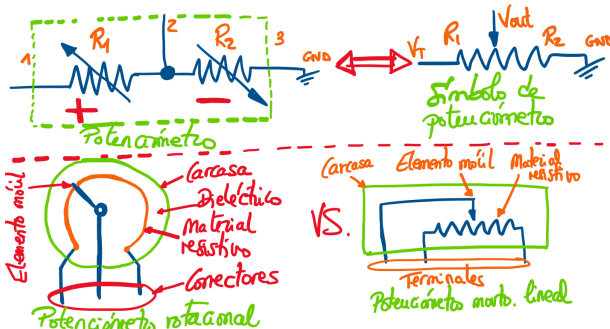 1
R1
2
R2
3
GND
+
−
Potenciómetro
VT
R1
Vout
R2
GND
Símbolo de
potenciómetro
Elemento móvil
Carcasa
Dieléctrico
Material
resistivo
Conectores
Potenciómetro rotacional
VS.
Carcasa
Elemento móvil
Material
resistivo
Terminales
Potenciómetro movto. lineal